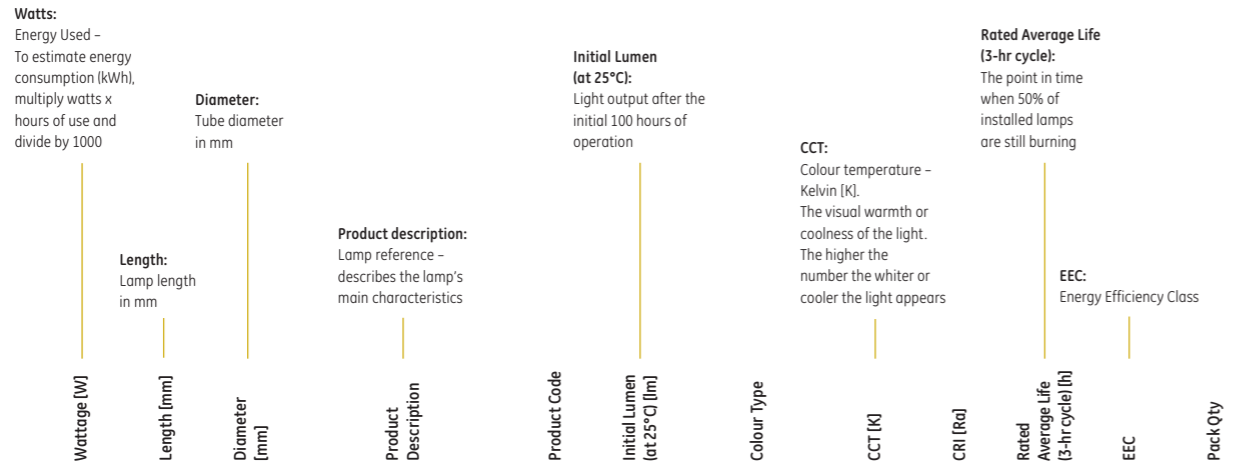 Watts:
Energy Used –
To estimate energy
consumption (kWh),
multiply watts x
hours of use and
divide by 1000
Length:
Lamp length
in mm
Diameter:
Tube diameter
in mm
Product description:
Lamp reference –
describes the lamp's
main characteristics
Initial Lumen
(at 25°C):
Light output after the
initial 100 hours of
operation
CCT:
Colour temperature –
Kelvin [K].
The visual warmth or
coolness of the light.
The higher the
number the whiter or
cooler the light appears
Rated Average Life
(3-hr cycle):
The point in time
when 50% of
installed lamps
are still burning
EEC:
Energy Efficiency Class
Wattage [W]
Length [mm]
Diameter
[mm]
Product
Description
Product Code
Initial Lumen
(at 25°C) [lm]
Colour Type
CCT [K]
CRI [Ra]
Rated
Average Life
(3-hr cycle) [h]
EEC
Pack Qty